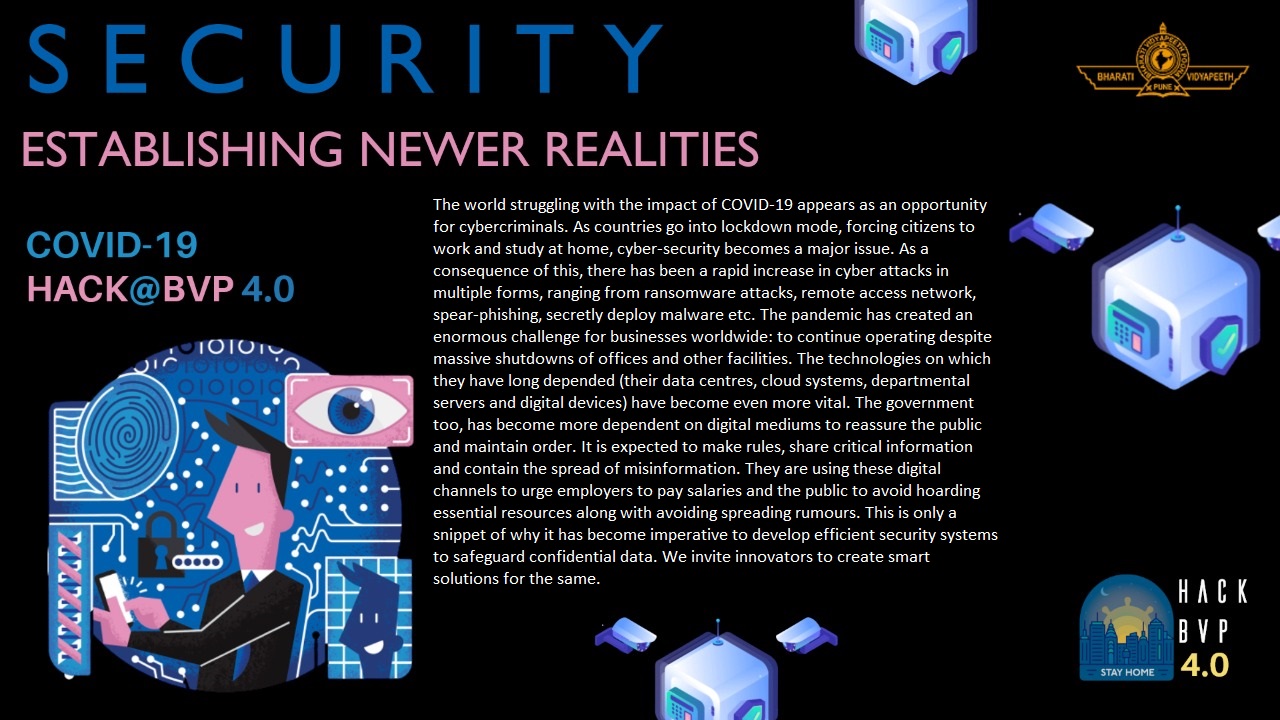 SECURITY
ESTABLISHING NEWER REALITIES
COVID-19
HACK@BVP 4.0
The world struggling with the impact of COVID-19 appears as an opportunity
for cybercriminals. As countries go into lockdown mode, forcing citizens to
work and study at home, cyber-security becomes a major issue. As a
consequence of this, there has been a rapid increase in cyber attacks in
multiple forms, ranging from ransomware attacks, remote access network,
spear-phishing, secretly deploy malware etc. The pandemic has created an
enormous challenge for businesses worldwide: to continue operating despite
massive shutdowns of offices and other facilities. The technologies on which
they have long depended (their data centres, cloud systems, departmental
servers and digital devices) have become even more vital. The government
too, has become more dependent on digital mediums to reassure the public
and maintain order. It is expected to make rules, share critical information
and contain the spread of misinformation. They are using these digital
channels to urge employers to pay salaries and the public to avoid hoarding
essential resources along with avoiding spreading rumours. This is only a
snippet of why it has become imperative to develop efficient security systems
to safeguard confidential data. We invite innovators to create smart
solutions for the same.
BHARATI VIDYAPEETH
PUNE
HACK
BVP
4.0
STAY HOME